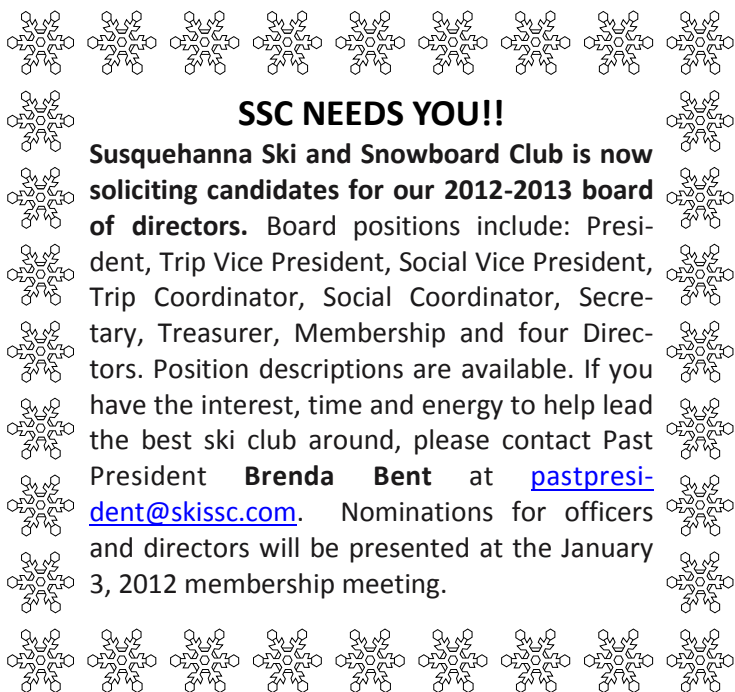 SSC NEEDS YOU!!
Susquehanna Ski and Snowboard Club is now
soliciting candidates for our 2012-2013 board
of directors. Board positions include: Presi-
dent, Trip Vice President, Social Vice President,
Trip Coordinator, Social Coordinator, Secre-
tary, Treasurer, Membership and four Direc-
tors. Position descriptions are available. If you
have the interest, time and energy to help lead
the best ski club around, please contact Past
President Brenda Bent at pastpresi-
dent@skissc.com. Nominations for officers
and directors will be presented at the January
3, 2012 membership meeting.